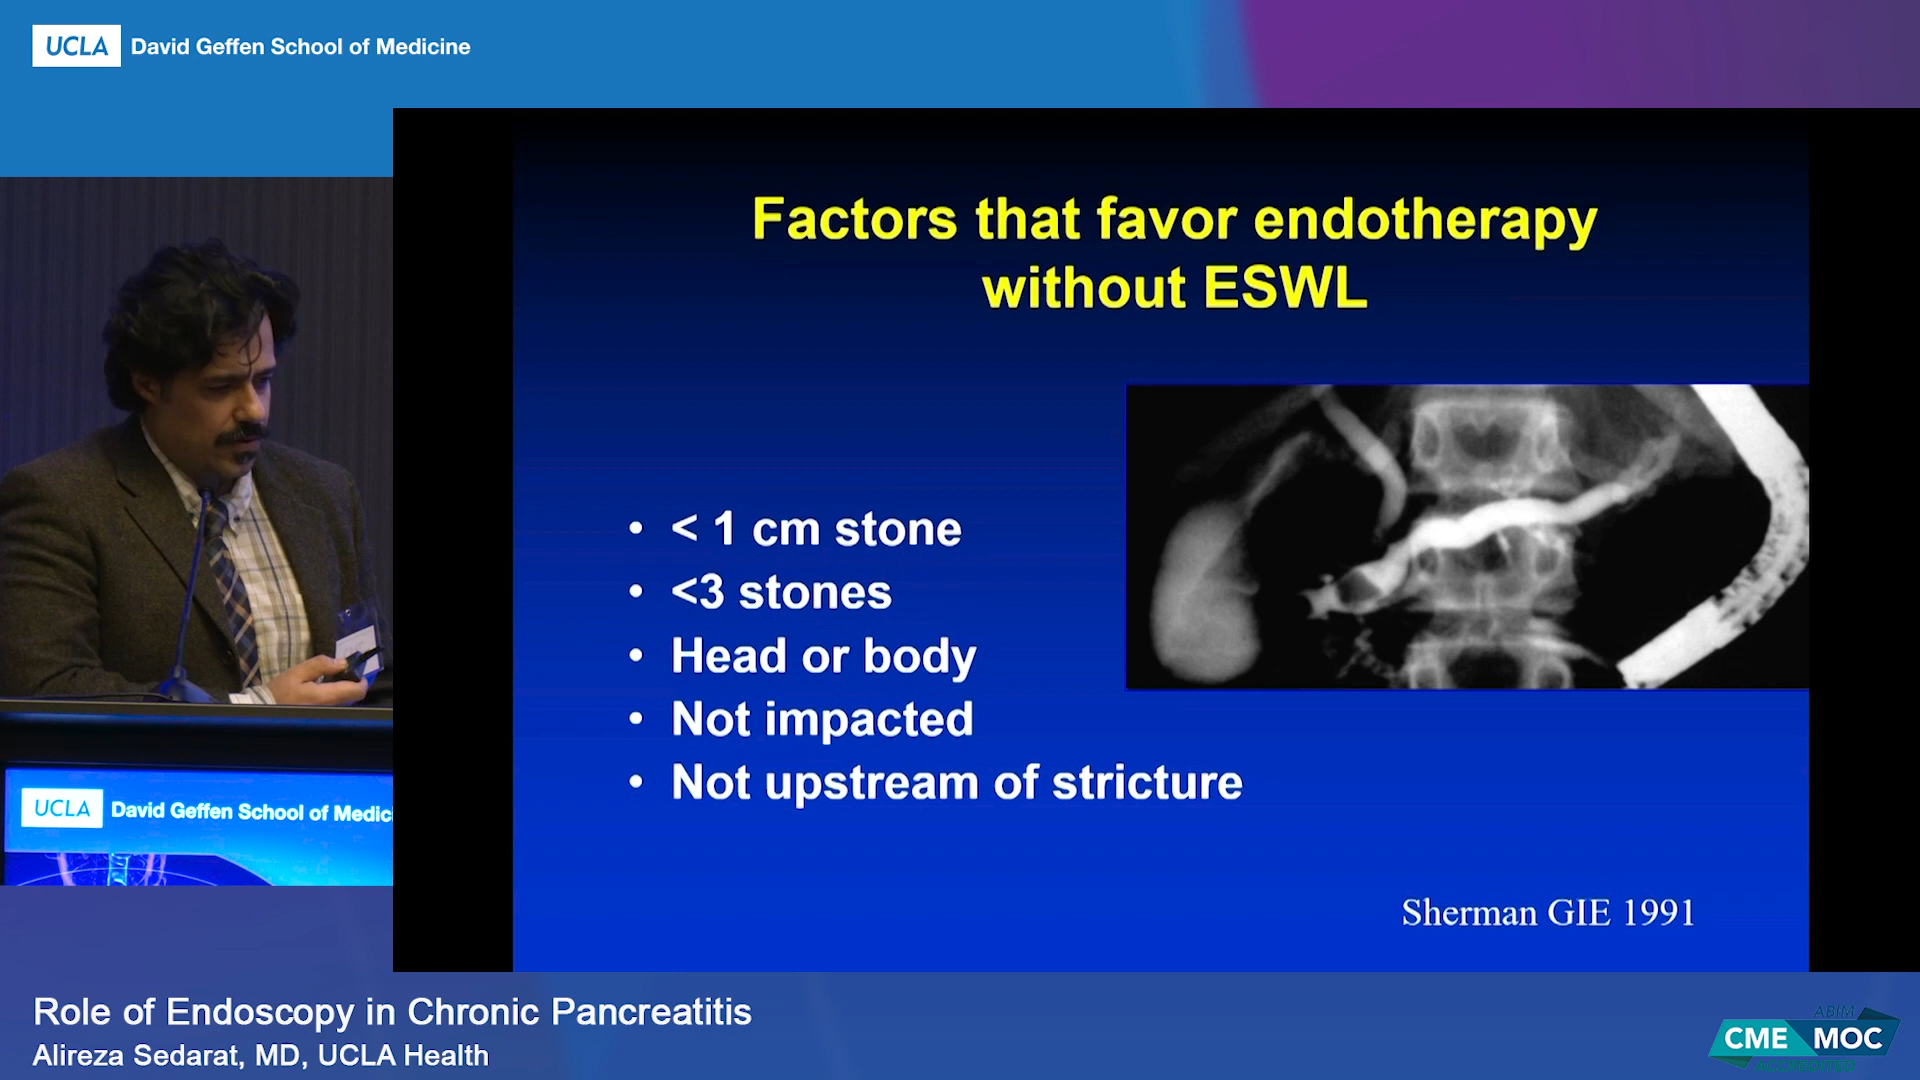 UCLA David Geffen School of Medicine
Factors that favor endotherapy
without ESWL
• < 1 cm stone
• <3 stones
• Head or body
• Not impacted
• Not upstream of stricture
Sherman GIE 1991
UCLA David Geffen School of Medic
Role of Endoscopy in Chronic Pancreatitis
Alireza Sedarat, MD, UCLA Health
ABIM
CME MOC
ACCREDITED